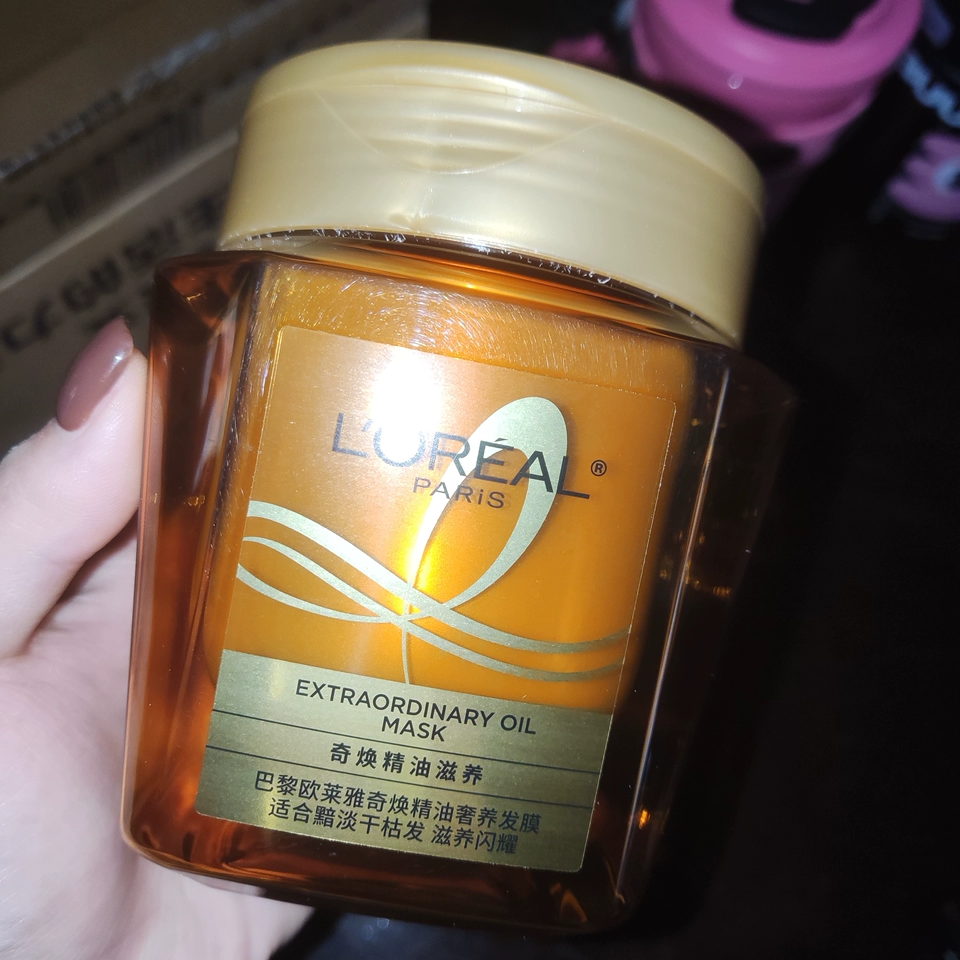 L'ORÉAL®
PARiS
EXTRAORDINARY OIL
MASK
奇焕精油滋养
巴黎欧莱雅奇焕精油奢养发膜
适合黯淡干枯发 滋养闪耀